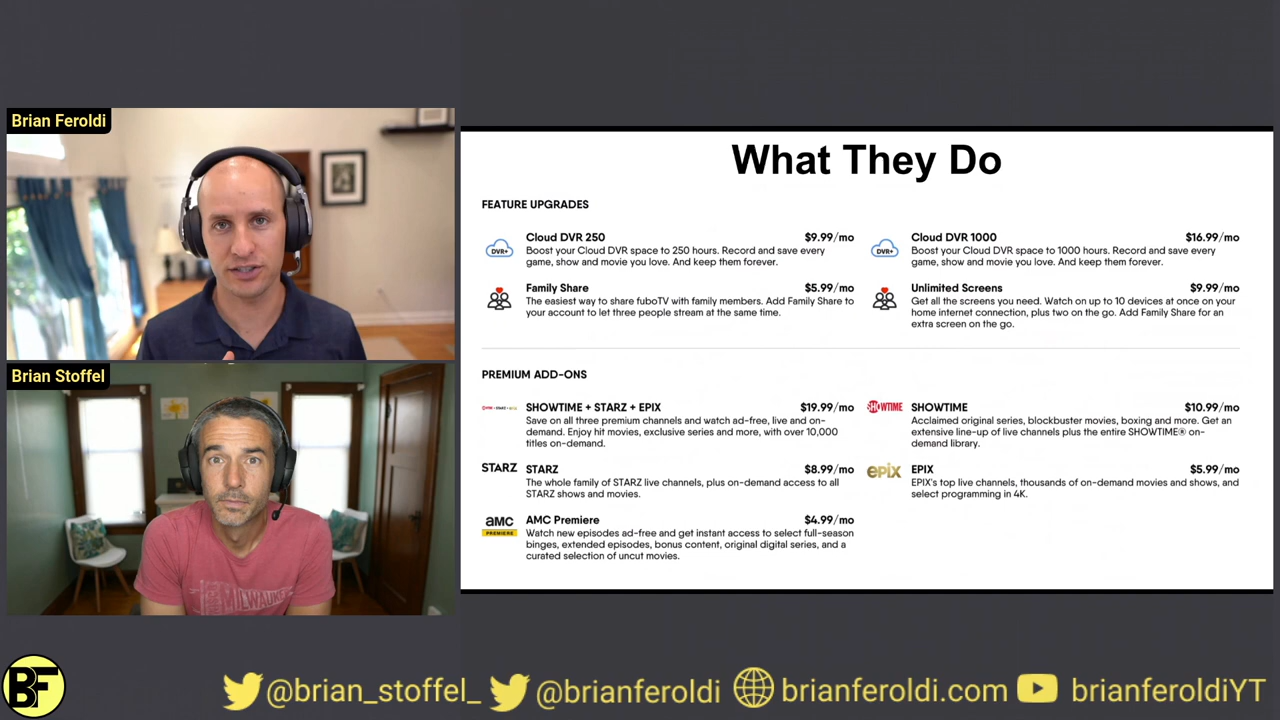 Brian Feroldi
Brian Stoffel
MILWAUKEE
What They Do
FEATURE UPGRADES
DVR+
Cloud DVR 250 $9.99/mo
Boost your Cloud DVR space to 250 hours. Record and save every
game, show and movie you love. And keep them forever.
DVR+
Cloud DVR 1000 $16.99/mo
Boost your Cloud DVR space to 1000 hours. Record and save every
game, show and movie you love. And keep them forever.
Family Share $5.99/mo
The easiest way to share fuboTV with family members. Add Family Share to
your account to let three people stream at the same time.
Unlimited Screens $9.99/mo
Get all the screens you need. Watch on up to 10 devices at once on your
home internet connection, plus two on the go. Add Family Share for an
extra screen on the go.
PREMIUM ADD-ONS
SHOWTIME + STARZ + EPIX $19.99/mo
Save on all three premium channels and watch ad-free, live and on-
demand. Enjoy hit movies, exclusive series and more, with over 10,000
titles on-demand.
SHOWTIME
SHOWTIME $10.99/mo
Acclaimed original series, blockbuster movies, boxing and more. Get an
extensive line-up of live channels plus the entire SHOWTIME® on-
demand library.
STARZ
STARZ $8.99/mo
The whole family of STARZ live channels, plus on-demand access to all
STARZ shows and movies.
epix
EPIX $5.99/mo
EPIX's top live channels, thousands of on-demand movies and shows, and
select programming in 4K.
aMC
PREMIERE
AMC Premiere $4.99/mo
Watch new episodes ad-free and get instant access to select full-season
binges, extended episodes, bonus content, original digital series, and a
curated selection of uncut movies.
BF
@brian_stoffel_ @brianferoldi brianferoldi.com brianferoldiYT